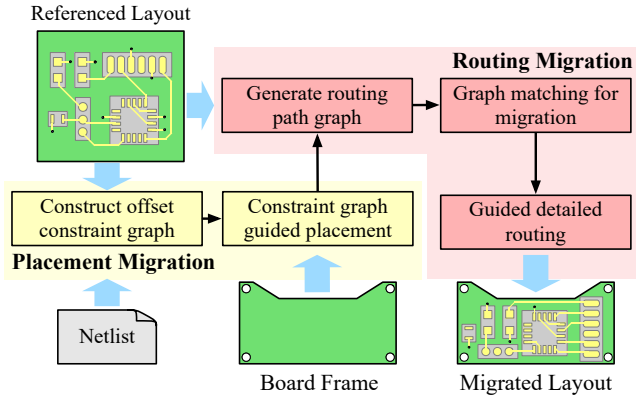 Referenced Layout
Routing Migration
Generate routing
path graph
Graph matching for
migration
Construct offset
constraint graph
Constraint graph
guided placement
Guided detailed
routing
Placement Migration
Netlist
Board Frame
Migrated Layout